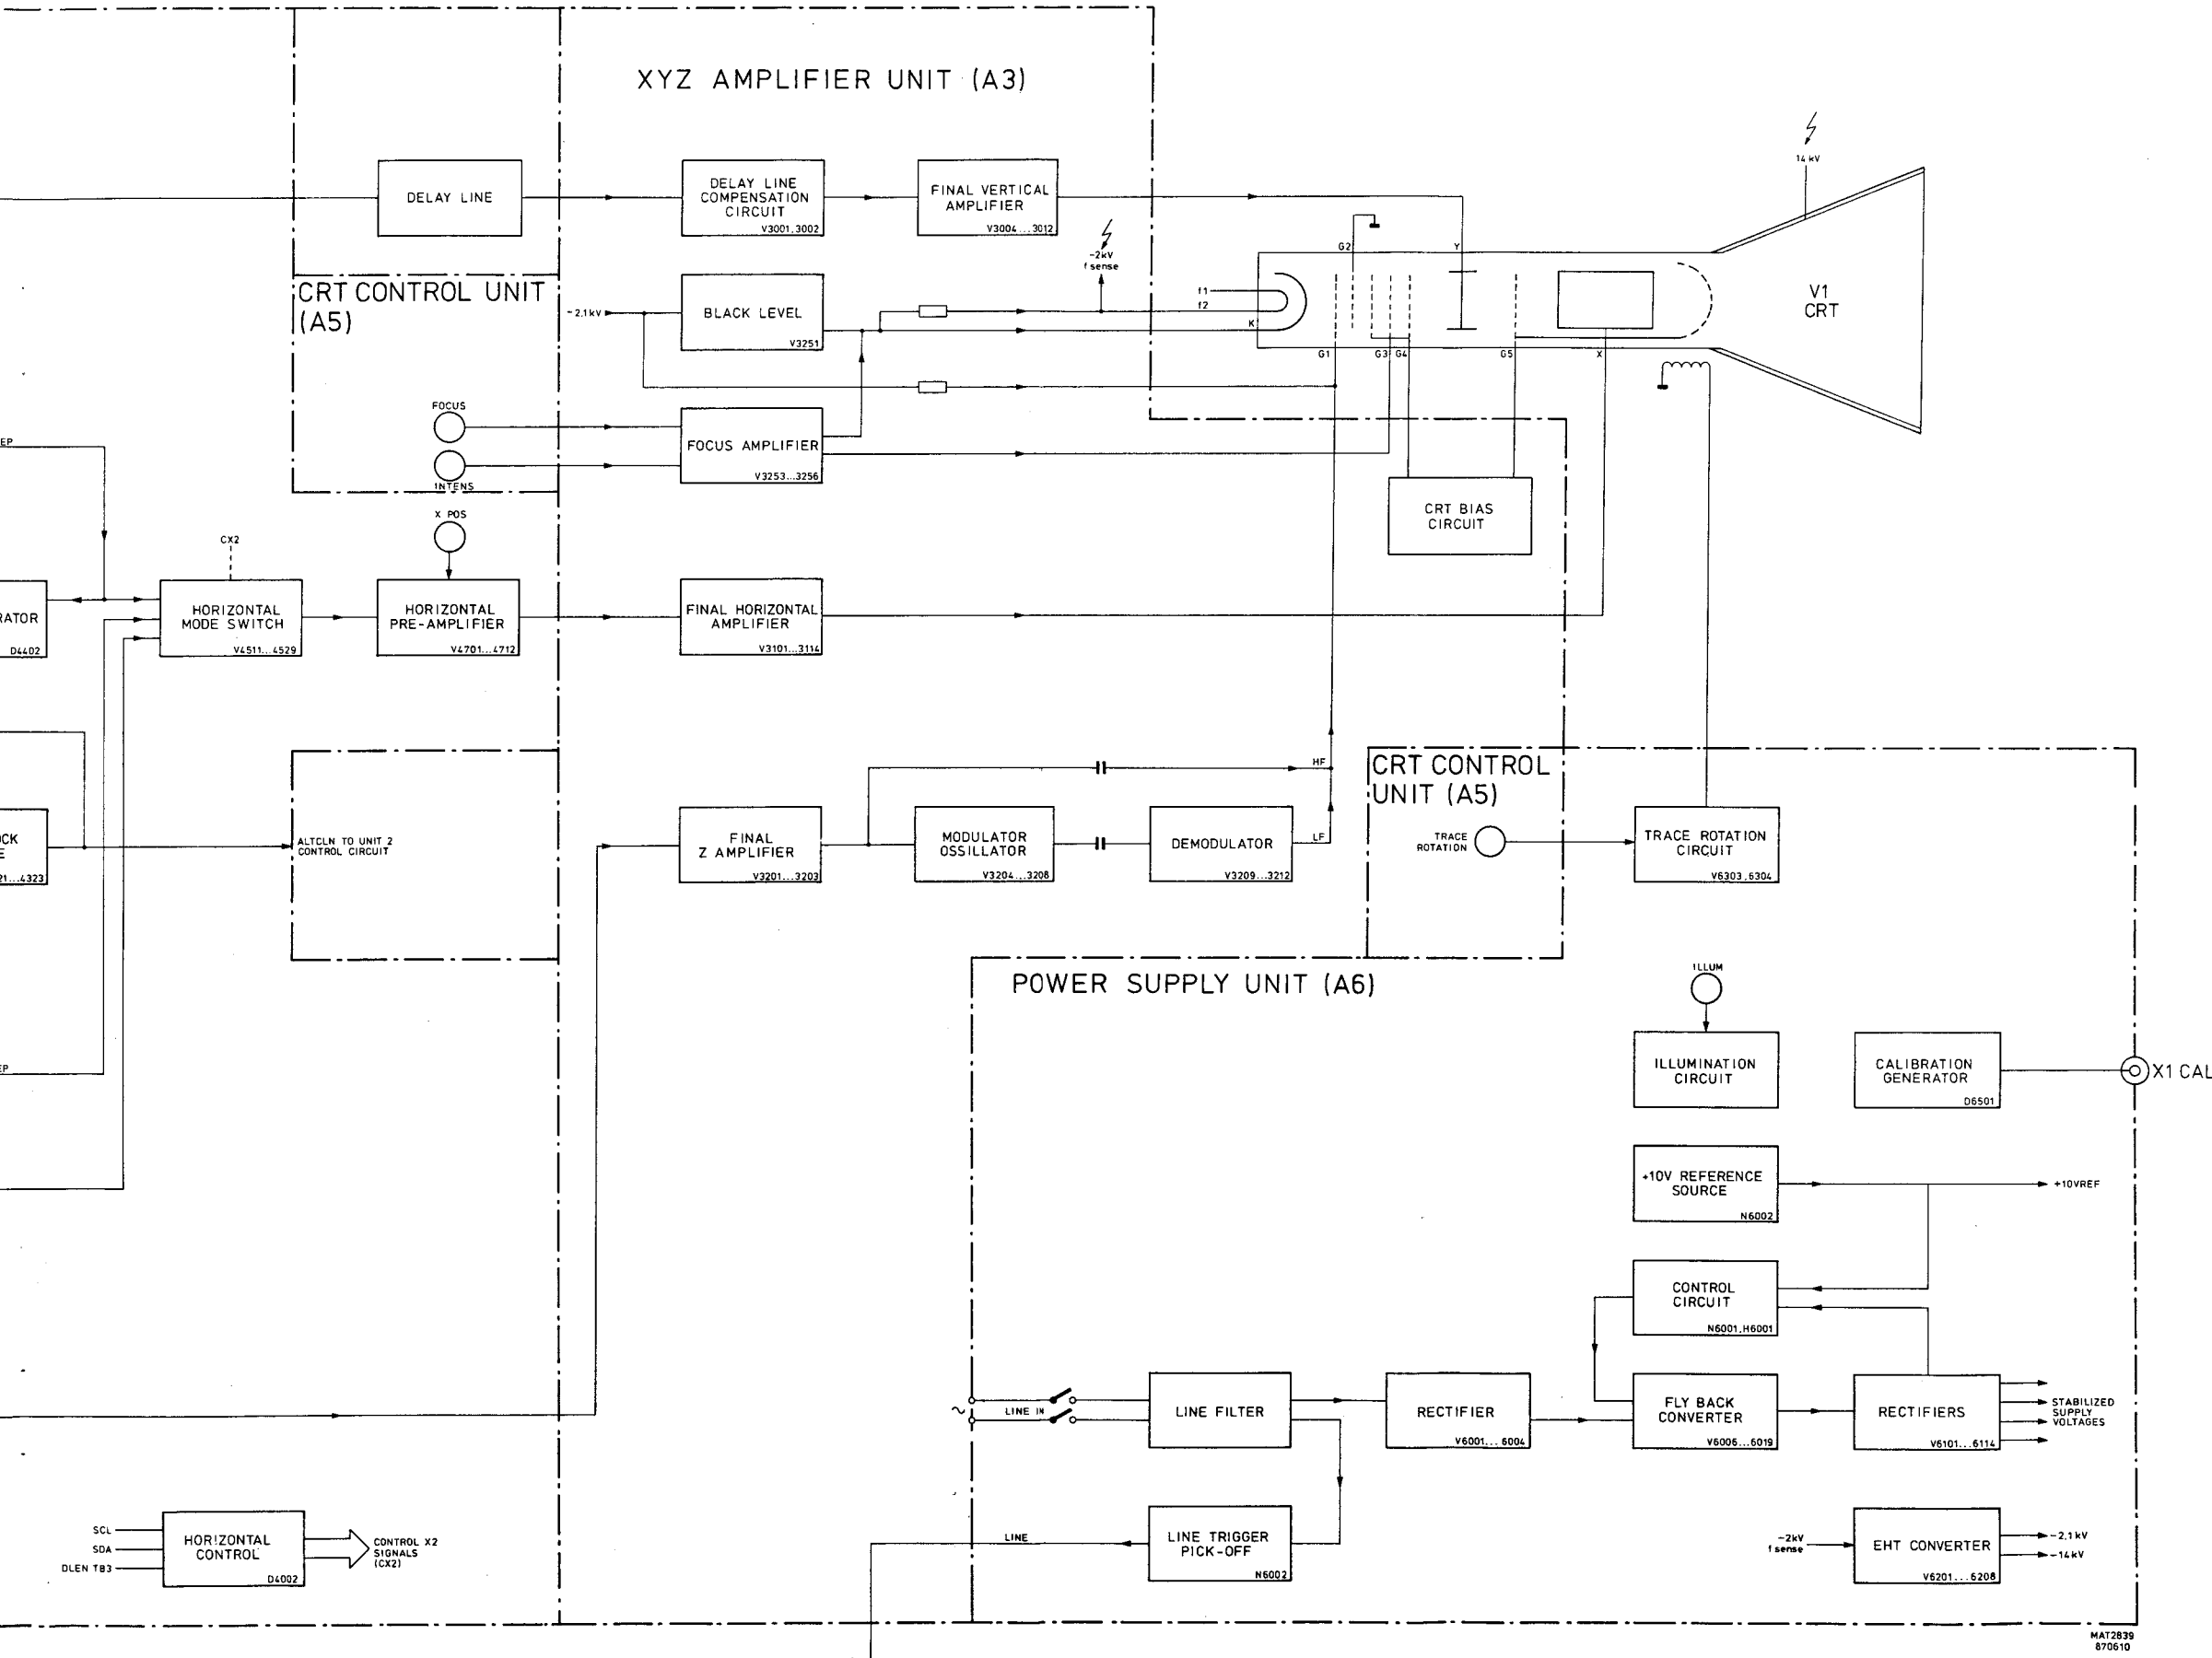 XYZ AMPLIFIER UNIT (A3)
14 kV
DELAY LINE
DELAY LINE
COMPENSATION
CIRCUIT
V3001,3002
FINAL VERTICAL
AMPLIFIER
V3004...3012
-2kV
f sense
G2
Y
CRT CONTROL UNIT
(A5)
-2,1kV
BLACK LEVEL
V3251
f1
f2
K
G1
G3
G4
G5
X
V1
CRT
FOCUS
INTENS
FOCUS AMPLIFIER
V3253...3256
EP
CRT BIAS
CIRCUIT
X POS
CX2
RATOR
D4402
HORIZONTAL
MODE SWITCH
V4511...4529
HORIZONTAL
PRE-AMPLIFIER
V4701...4712
FINAL HORIZONTAL
AMPLIFIER
V3101...3114
HF
LF
CRT CONTROL
UNIT (A5)
OCK
E
21...4323
ALTCLN TO UNIT 2
CONTROL CIRCUIT
FINAL
Z AMPLIFIER
V3201...3203
MODULATOR
OSSILLATOR
V3204...3208
DEMODULATOR
V3209...3212
TRACE
ROTATION
TRACE ROTATION
CIRCUIT
V6303,6304
POWER SUPPLY UNIT (A6)
ILLUM
ILLUMINATION
CIRCUIT
CALIBRATION
GENERATOR
D6501
X1 CAL
EP
+10V REFERENCE
SOURCE
N6002
+10VREF
CONTROL
CIRCUIT
N6001,H6001
~
LINE IN
LINE FILTER
RECTIFIER
V6001...6004
FLY BACK
CONVERTER
V6006...6019
RECTIFIERS
V6101...6114
STABILIZED
SUPPLY
VOLTAGES
SCL
SDA
DLEN TB3
HORIZONTAL
CONTROL
D4002
CONTROL X2
SIGNALS
(CX2)
LINE
LINE TRIGGER
PICK-OFF
N6002
-2kV
f sense
EHT CONVERTER
V6201...6208
-2,1 kV
-14kV
MAT2839
870610